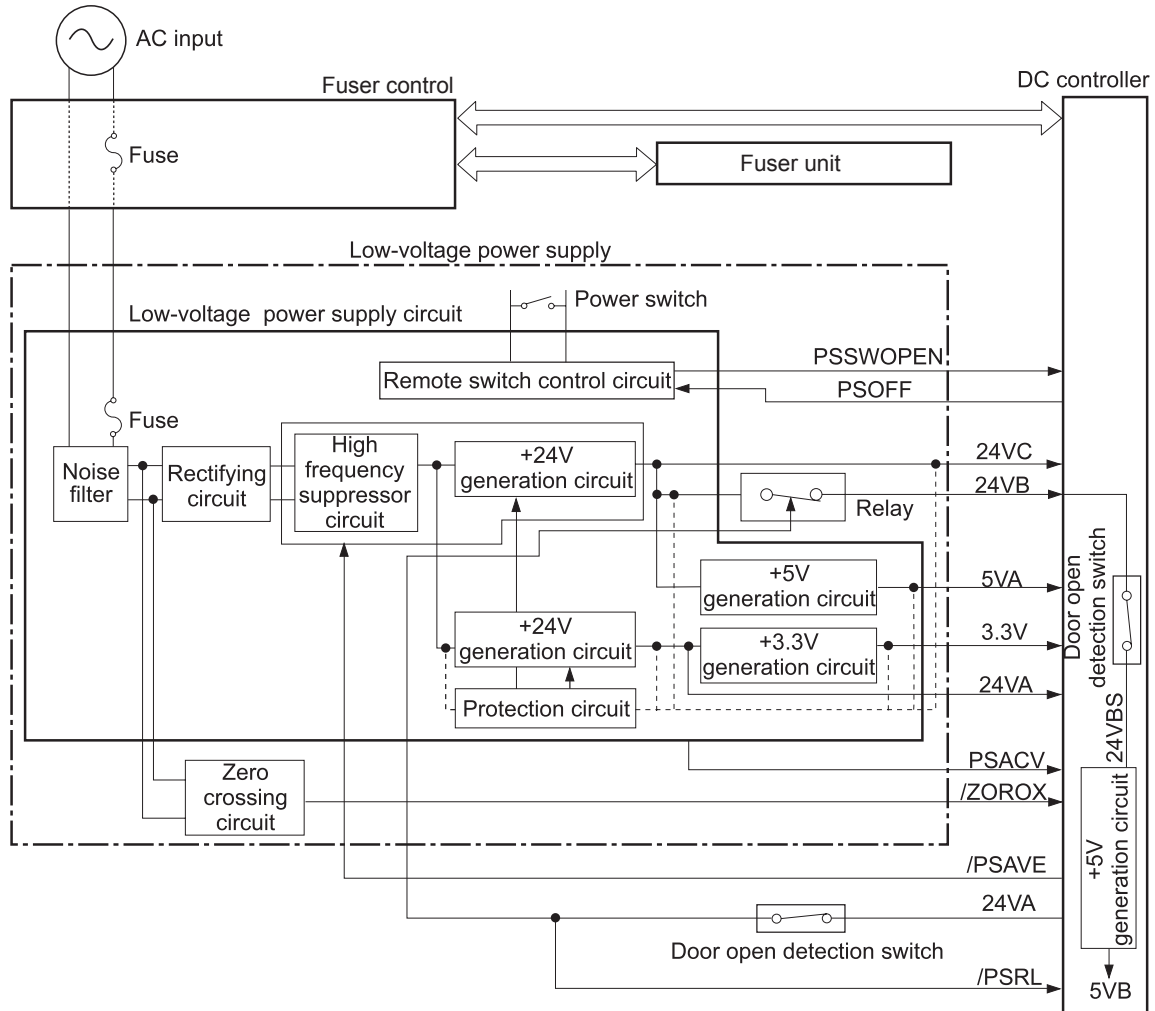 AC input
Fuser control
DC controller
Fuse
Fuser unit
Low-voltage power supply
Power switch
Low-voltage power supply circuit
PSSWOPEN
Remote switch control circuit
PSOFF
Fuse
High
frequency
suppressor
circuit
+24V
generation circuit
24VC
Noise
filter
Rectifying
circuit
24VB
Relay
+5V
generation circuit
5VA
Door open
detection switch
+24V
generation circuit
+3.3V
generation circuit
3.3V
24VA
Protection circuit
24VBS
PSACV
Zero
crossing
circuit
/ZOROX
+5V
generation circuit
/PSAVE
24VA
Door open detection switch
/PSRL
5VB